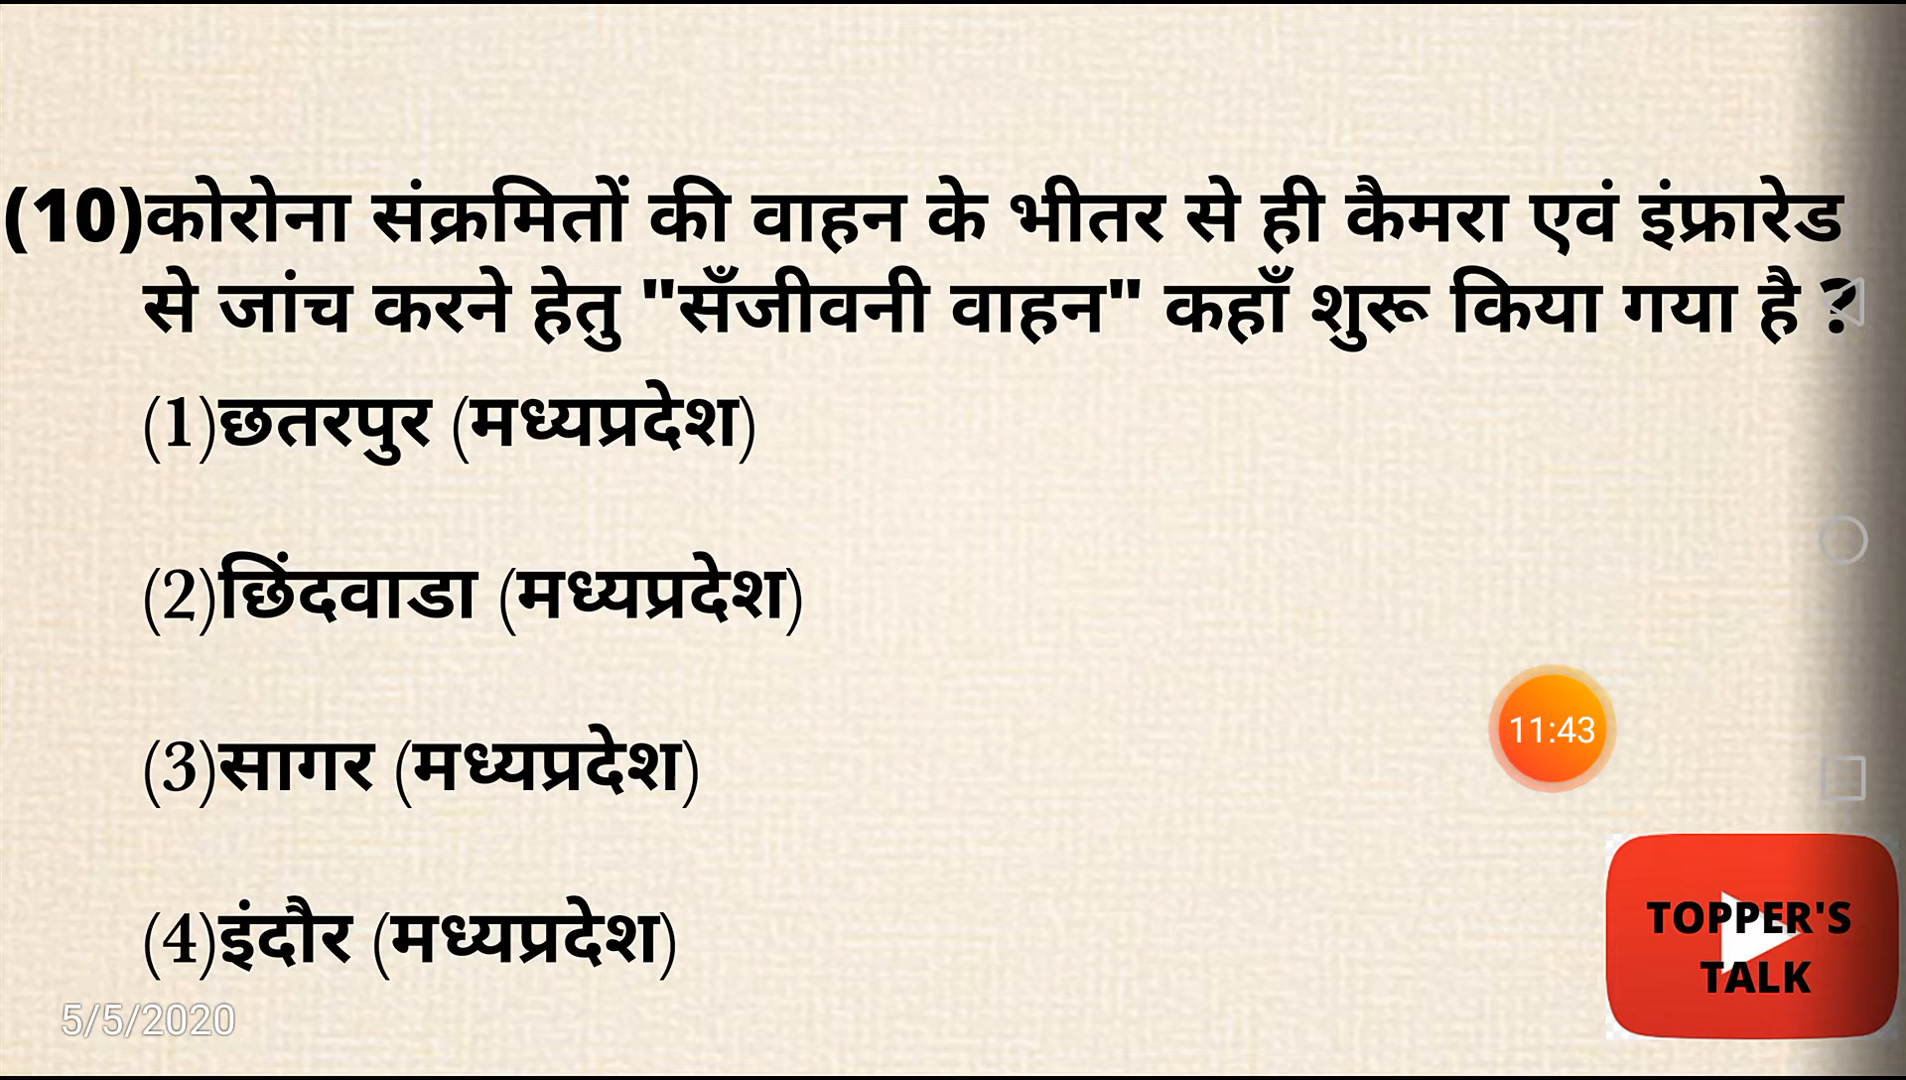 (10)कोरोना संक्रमितों की वाहन के भीतर से ही कैमरा एवं इंफ्रारेड
से जांच करने हेतु "सँजीवनी वाहन" कहाँ शुरू किया गया है ?
(1)छतरपुर (मध्यप्रदेश)
(2)छिंदवाडा (मध्यप्रदेश)
(3)सागर (मध्यप्रदेश)
11:43
(4)इंदौर (मध्यप्रदेश)
TOPPER'S
TALK
5/5/2020